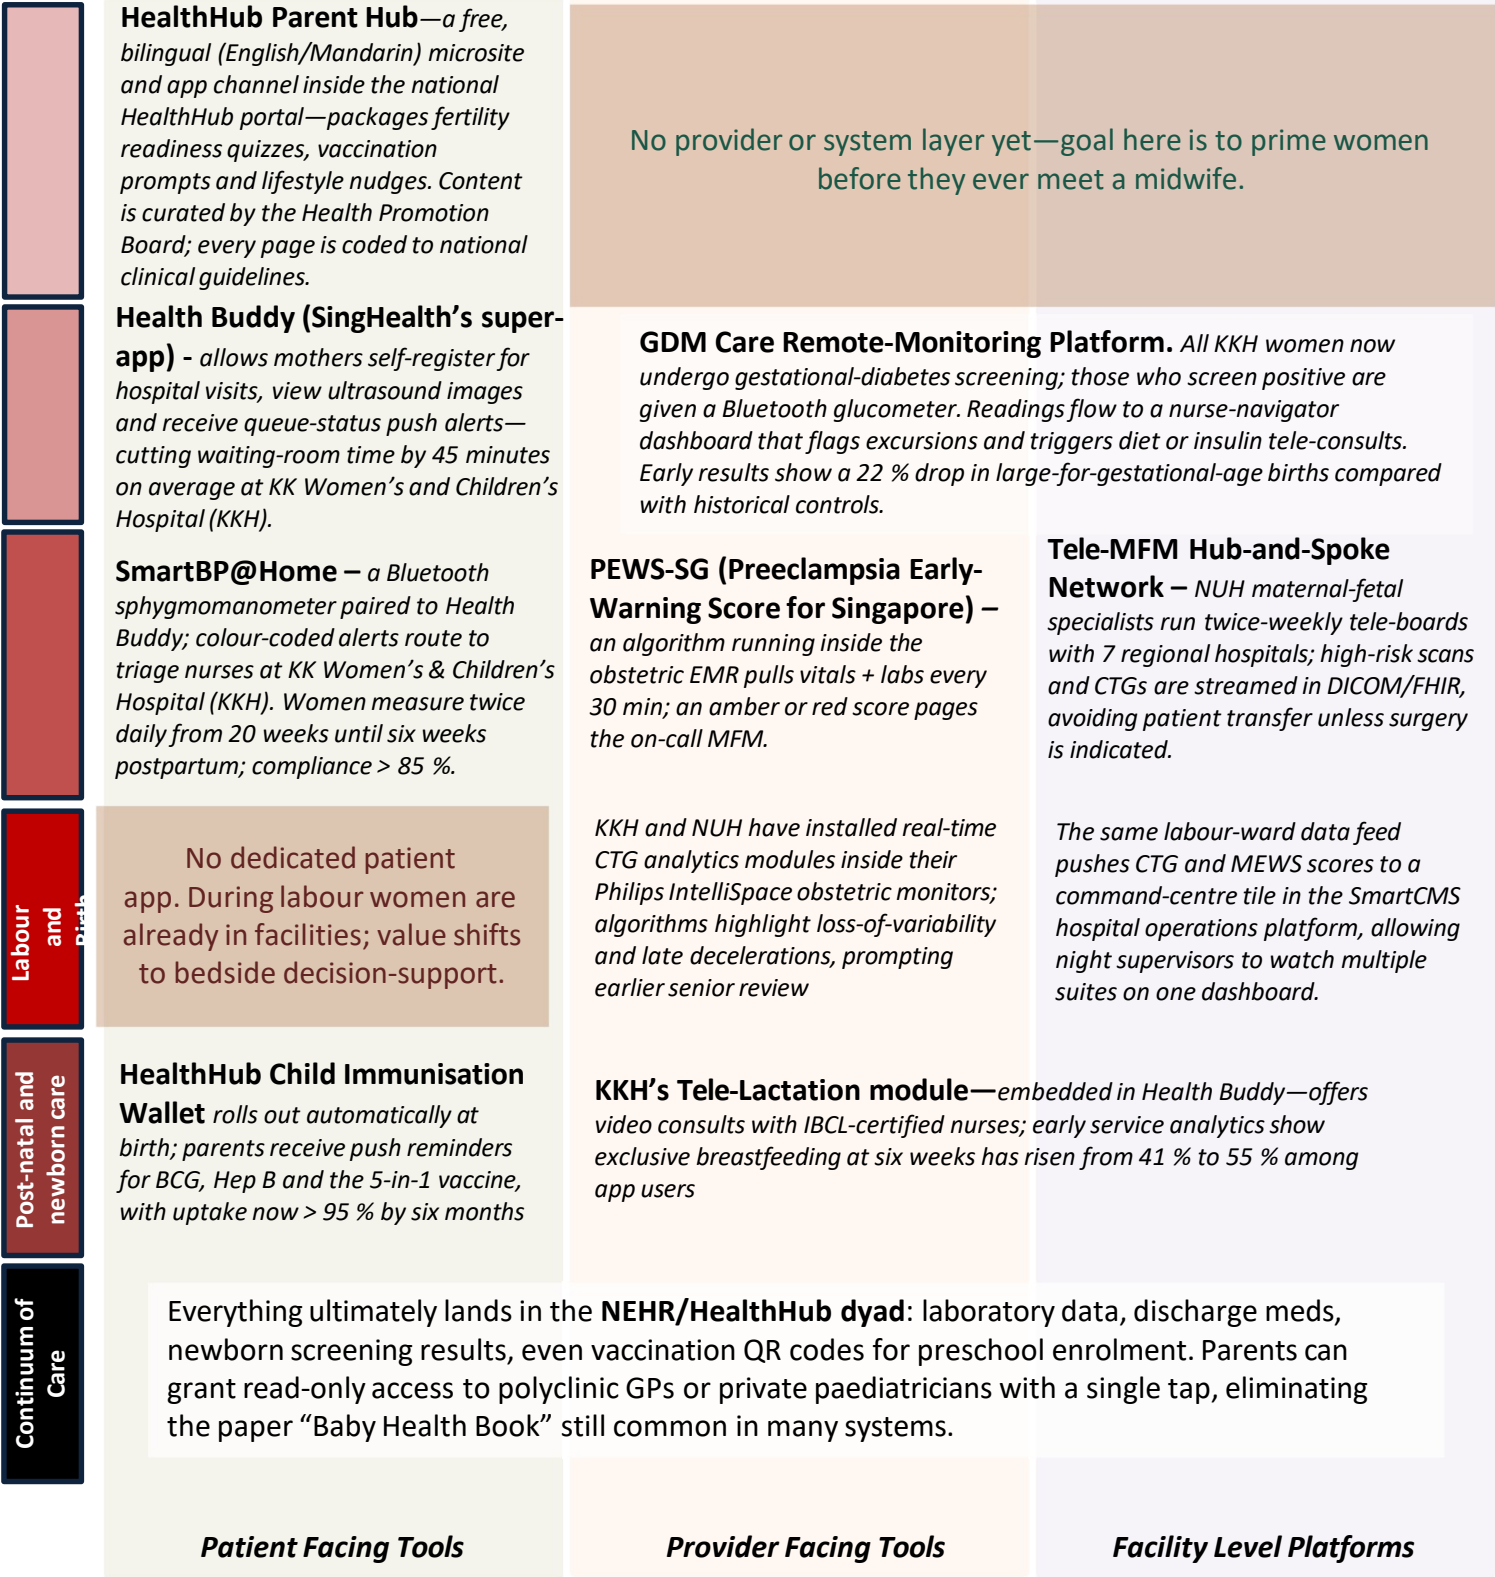 HealthHub Parent Hub—a free,
bilingual (English/Mandarin) microsite
and app channel inside the national
HealthHub portal—packages fertility
readiness quizzes, vaccination
prompts and lifestyle nudges. Content
is curated by the Health Promotion
Board; every page is coded to national
clinical guidelines.
No provider or system layer yet—goal here is to prime women
before they ever meet a midwife.
Health Buddy (SingHealth’s super-
app) - allows mothers self-register for
hospital visits, view ultrasound images
and receive queue-status push alerts—
cutting waiting-room time by 45 minutes
on average at KK Women’s and Children’s
Hospital (KKH).
GDM Care Remote-Monitoring Platform. All KKH women now
undergo gestational-diabetes screening; those who screen positive are
given a Bluetooth glucometer. Readings flow to a nurse-navigator
dashboard that flags excursions and triggers diet or insulin tele-consults.
Early results show a 22 % drop in large-for-gestational-age births compared
with historical controls.
SmartBP@Home – a Bluetooth
sphygmomanometer paired to Health
Buddy; colour-coded alerts route to
triage nurses at KK Women’s & Children’s
Hospital (KKH). Women measure twice
daily from 20 weeks until six weeks
postpartum; compliance > 85 %.
PEWS-SG (Preeclampsia Early-
Warning Score for Singapore) –
an algorithm running inside the
obstetric EMR pulls vitals + labs every
30 min; an amber or red score pages
the on-call MFM.
Tele-MFM Hub-and-Spoke
Network – NUH maternal-fetal
specialists run twice-weekly tele-boards
with 7 regional hospitals; high-risk scans
and CTGs are streamed in DICOM/FHIR,
avoiding patient transfer unless surgery
is indicated.
Labour
and
Birth
No dedicated patient
app. During labour women are
already in facilities; value shifts
to bedside decision-support.
KKH and NUH have installed real-time
CTG analytics modules inside their
Philips IntelliSpace obstetric monitors;
algorithms highlight loss-of-variability
and late decelerations, prompting
earlier senior review
The same labour-ward data feed
pushes CTG and MEWS scores to a
command-centre tile in the SmartCMS
hospital operations platform, allowing
night supervisors to watch multiple
suites on one dashboard.
Post-natal and
newborn care
HealthHub Child Immunisation
Wallet rolls out automatically at
birth; parents receive push reminders
for BCG, Hep B and the 5-in-1 vaccine,
with uptake now > 95 % by six months
KKH’s Tele-Lactation module—embedded in Health Buddy—offers
video consults with IBCL-certified nurses; early service analytics show
exclusive breastfeeding at six weeks has risen from 41 % to 55 % among
app users
Continuum of
Care
Everything ultimately lands in the NEHR/HealthHub dyad: laboratory data, discharge meds,
newborn screening results, even vaccination QR codes for preschool enrolment. Parents can
grant read-only access to polyclinic GPs or private paediatricians with a single tap, eliminating
the paper “Baby Health Book” still common in many systems.
Patient Facing Tools
Provider Facing Tools
Facility Level Platforms